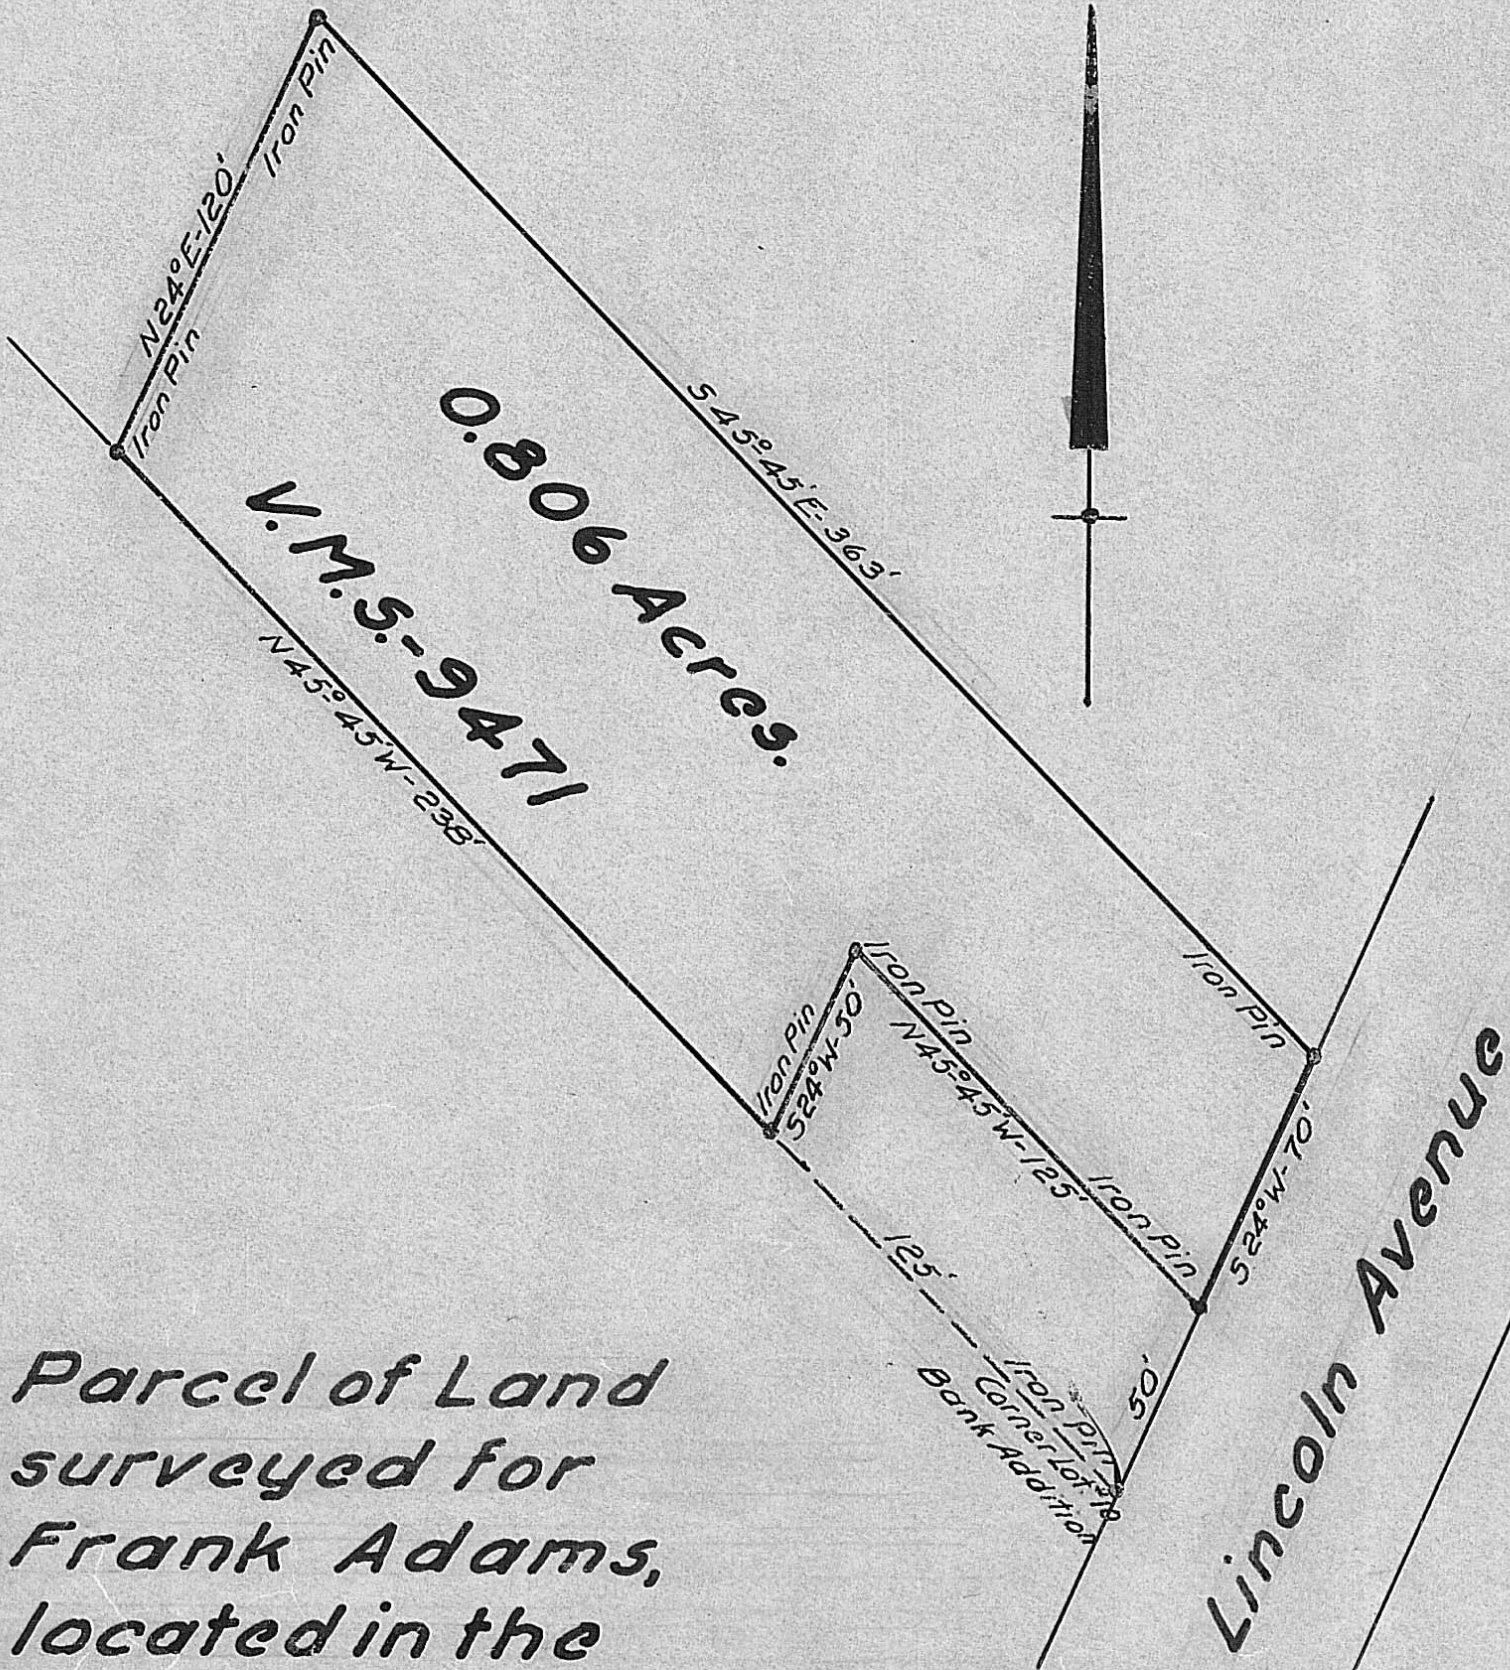 Iron Pin
N24°E-120'
Iron Pin
S45°-45'E-363'
0.806 Acres.
V.M.S.-9471
N45°-45'W-238'
Iron Pin
Iron Pin
S24°W-50'
Iron Pin
N45°-45'W-125'
Iron Pin
S24°W-70'
125'
50'
Iron Pin
Corner Lot #10
Bank Addition
Lincoln Avenue
Parcel of Land
surveyed for
Frank Adams,
located in the